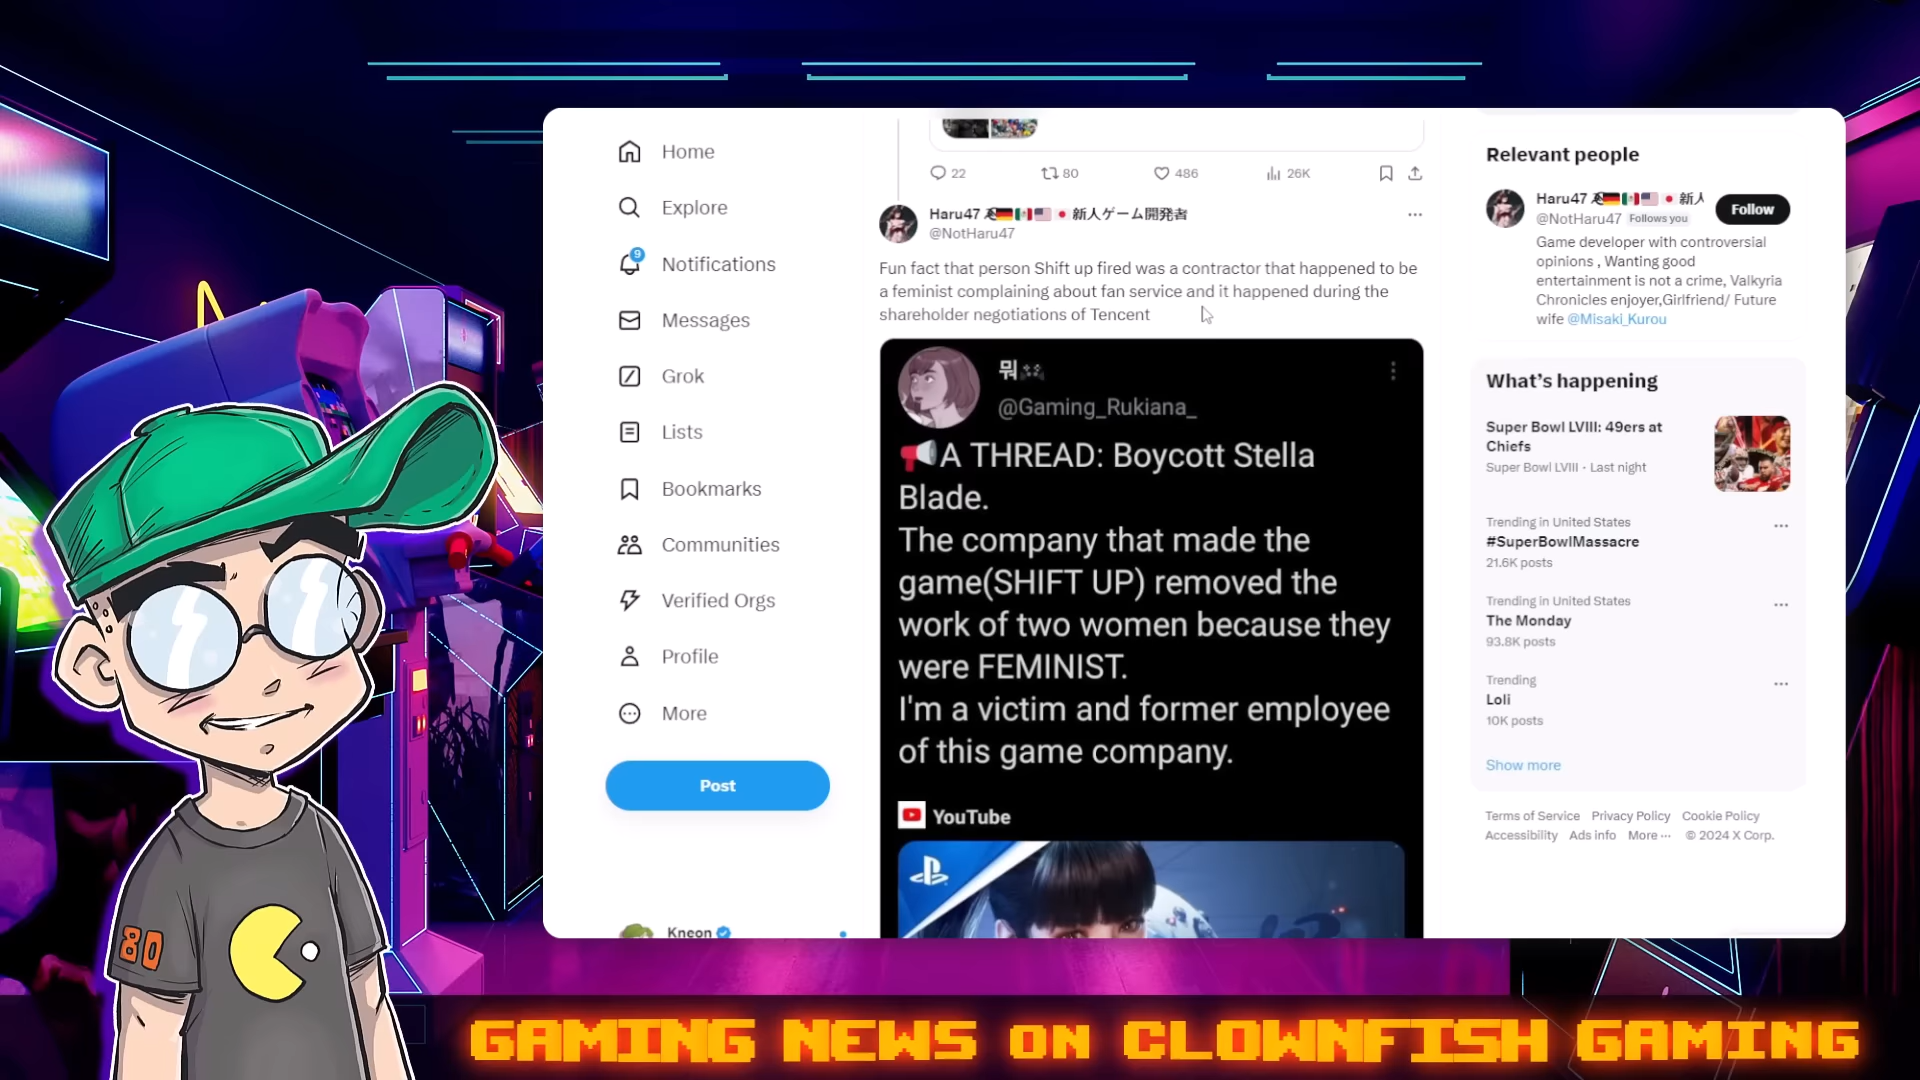 Home
Explore
9
Notifications
Messages
Grok
Lists
Bookmarks
Communities
Verified Orgs
Profile
More
Post
Kneon
22 80 486 26K
Haru47 新人ゲーム開発者
@NotHaru47
Fun fact that person Shift up fired was a contractor that happened to be
a feminist complaining about fan service and it happened during the
shareholder negotiations of Tencent
뭐
@Gaming_Rukiana_
A THREAD: Boycott Stella
Blade.
The company that made the
game(SHIFT UP) removed the
work of two women because they
were FEMINIST.
I'm a victim and former employee
of this game company.
YouTube
Relevant people
Haru47 新人
@NotHaru47 Follows you
Follow
Game developer with controversial
opinions , Wanting good
entertainment is not a crime, Valkyria
Chronicles enjoyer,Girlfriend/ Future
wife @Misaki_Kurou
What's happening
Super Bowl LVIII: 49ers at
Chiefs
Super Bowl LVIII · Last night
Trending in United States
#SuperBowlMassacre
21.6K posts
Trending in United States
The Monday
93.8K posts
Trending
Loli
10K posts
Show more
Terms of Service Privacy Policy Cookie Policy
Accessibility Ads info More ··· © 2024 X Corp.
80
GAMING NEWS ON CLOWNFISH GAMING